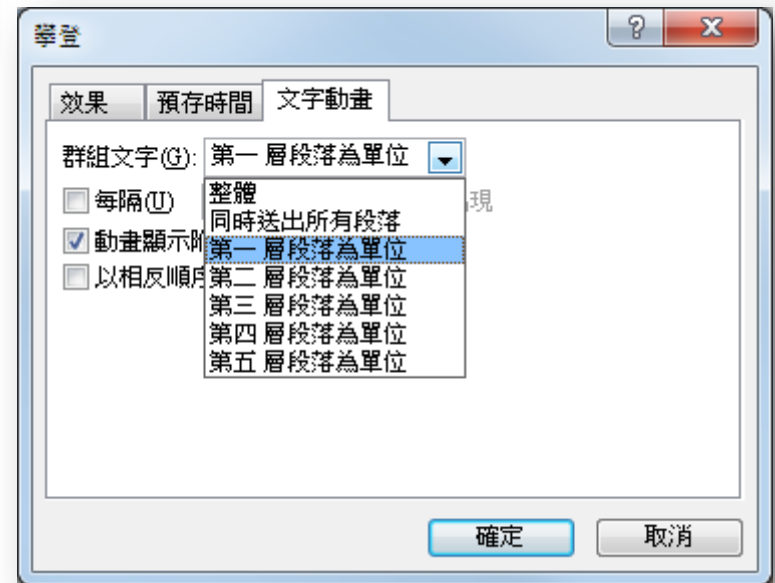 攀登
效果 預存時間 文字動畫
群組文字(G): 第一 層段落為單位
每隔(U) 現
整體
同時送出所有段落
動畫顯示附
第一 層段落為單位
以相反順序
第二 層段落為單位
第三 層段落為單位
第四 層段落為單位
第五 層段落為單位
確定 取消